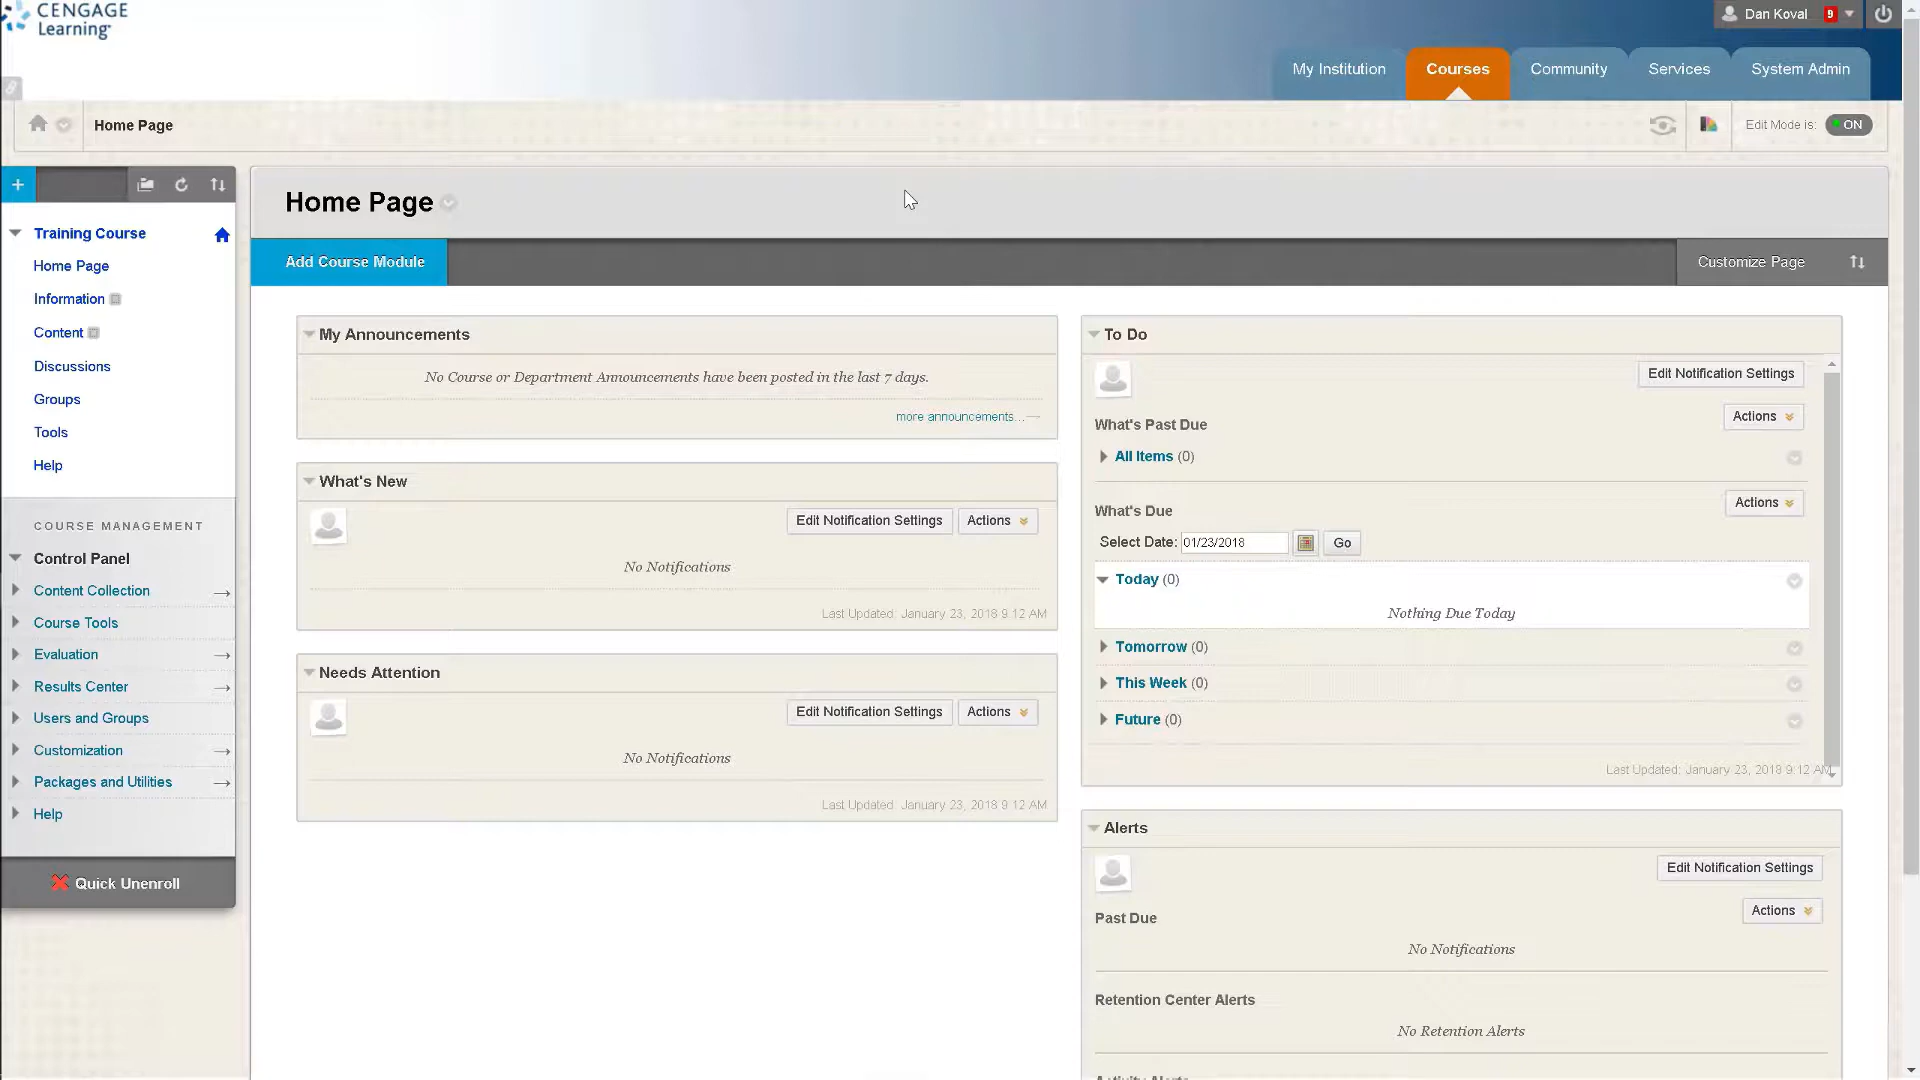 CENGAGE
Learning
Dan Koval 9
My Institution
Courses
Community
Services
System Admin
Home Page
Edit Mode is: ON
Training Course
Home Page
Information
Content
Discussions
Groups
Tools
Help
COURSE MANAGEMENT
Control Panel
Content Collection
Course Tools
Evaluation
Results Center
Users and Groups
Customization
Packages and Utilities
Help
Quick Unenroll
Home Page
Add Course Module
Customize Page
My Announcements
No Course or Department Announcements have been posted in the last 7 days.
more announcements...
What's New
Edit Notification Settings
Actions
No Notifications
Last Updated: January 23, 2018 9:12 AM
Needs Attention
Edit Notification Settings
Actions
No Notifications
Last Updated: January 23, 2018 9:12 AM
To Do
Edit Notification Settings
Actions
What's Past Due
All Items (0)
Actions
What's Due
Select Date: 01/23/2018 Go
Today (0)
Nothing Due Today
Tomorrow (0)
This Week (0)
Future (0)
Last Updated: January 23, 2018 9:12 AM
Alerts
Edit Notification Settings
Actions
Past Due
No Notifications
Retention Center Alerts
No Retention Alerts